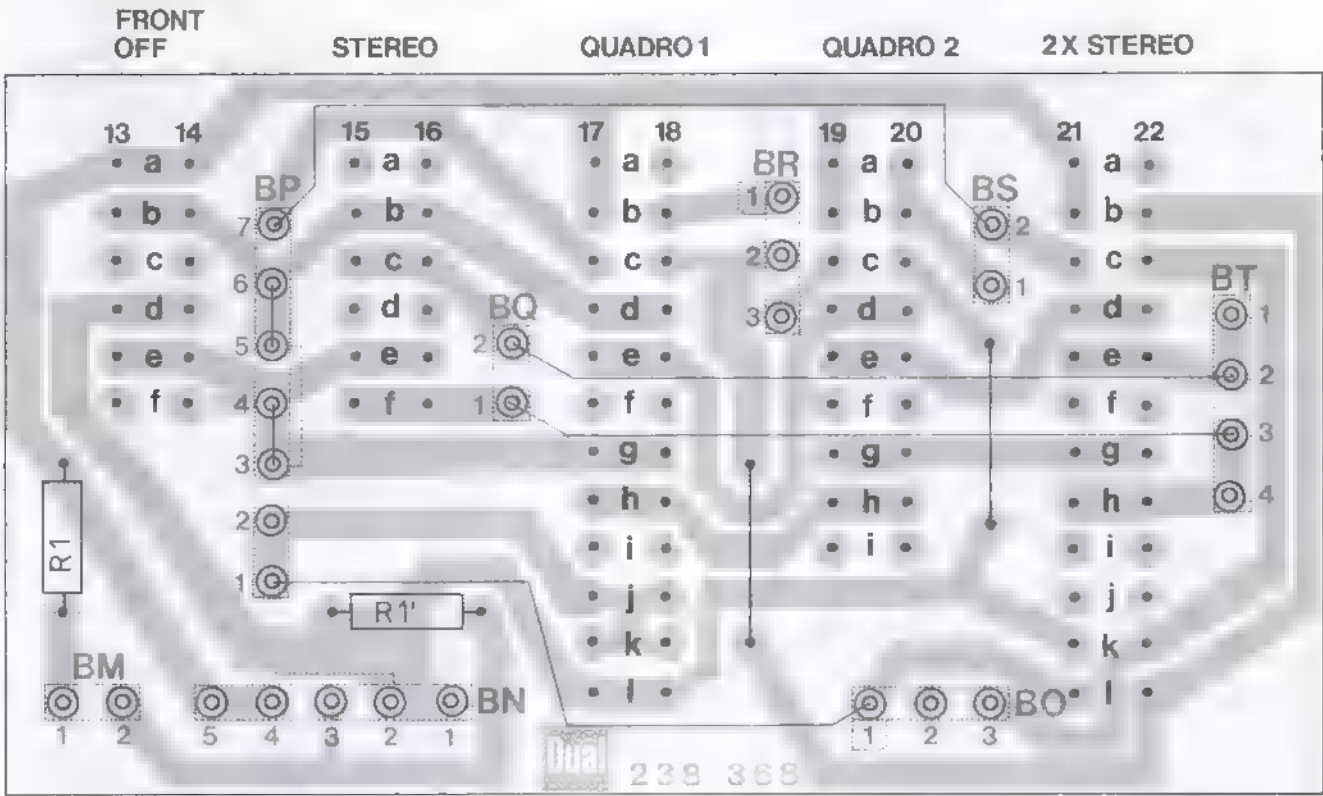 FRONT
OFF STEREO QUADRO 1 QUADRO 2 2X STEREO
13 14 15 16 17 18 19 20 21 22
a a a a a
BP BR BS
b b b b b
7 1 2
c c c c c
6 2 1 BT
d d d d d
BQ 3 1
5 2
e e e e e
2
4 f f 1 f f f
3
3 g g g
h h h 4
2
R1 i i i
1 j j
R1'
k k
BM l l
BN BO
1 2 5 4 3 2 1 1 2 3
Dual 238 368